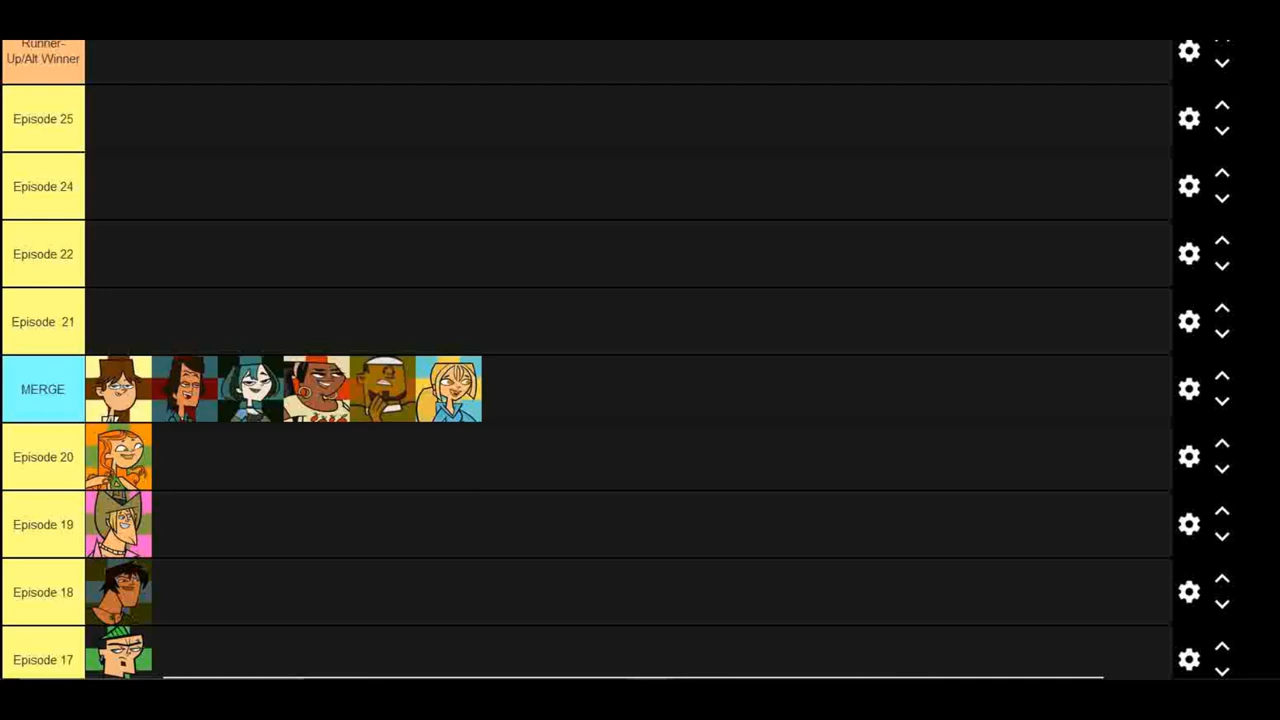 Runner-
Up/Alt Winner
Episode 25
Episode 24
Episode 22
Episode 21
MERGE
Episode 20
Episode 19
Episode 18
Episode 17